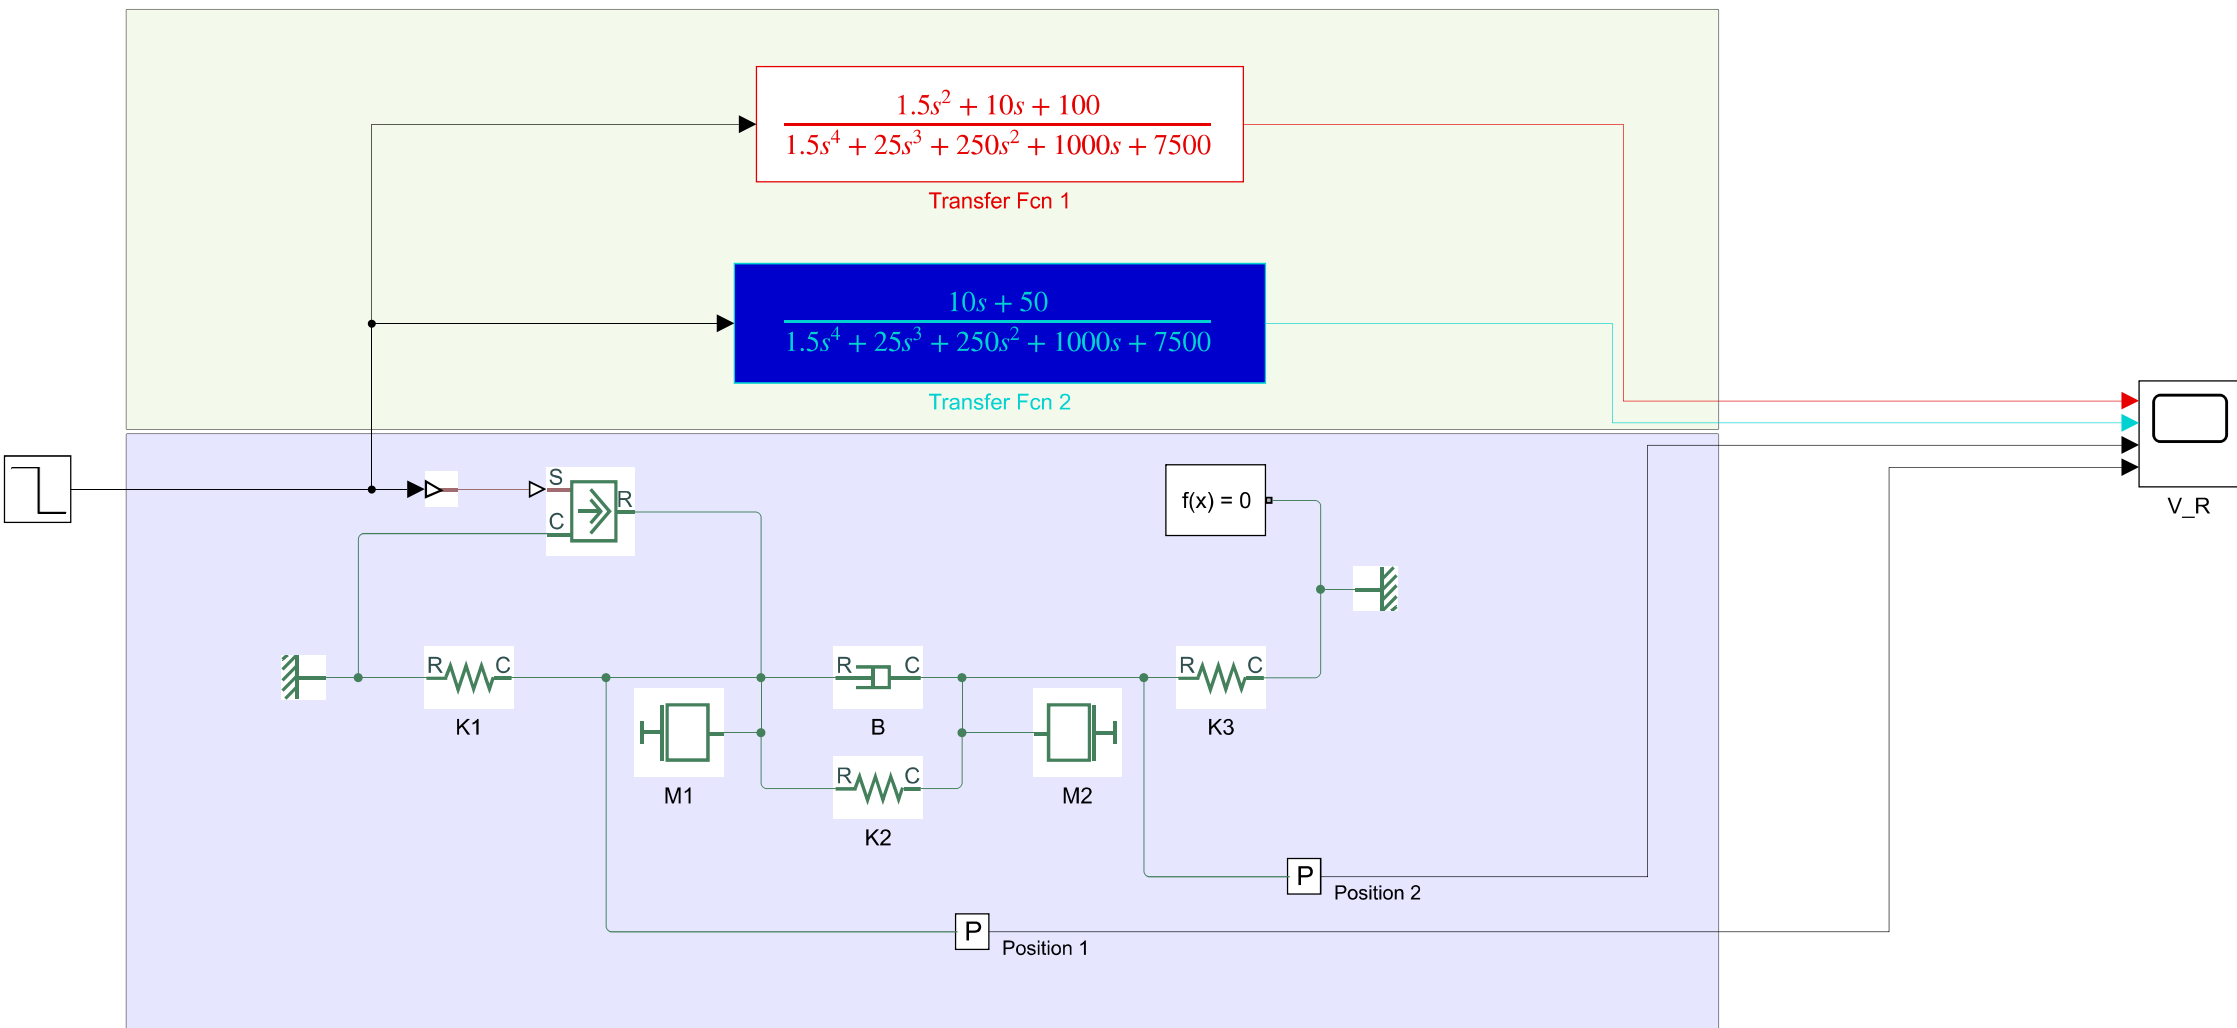 1.5s² + 10s + 100
1.5s⁴ + 25s³ + 250s² + 1000s + 7500
Transfer Fcn 1
10s + 50
1.5s⁴ + 25s³ + 250s² + 1000s + 7500
Transfer Fcn 2
S
R
C
f(x) = 0
V_R
R C
K1
R C
B
R C
K3
M1
R C
K2
M2
P
Position 2
P
Position 1